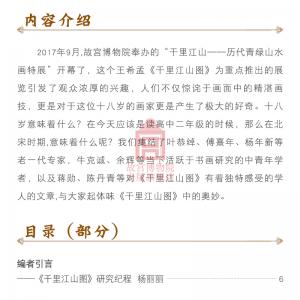 内容介绍
2017年9月,故宫博物院举办的“千里江山——历代青绿山水
画特展”开幕了，这个王希孟《千里江山图》为重点推出的展
览引发了观众浓厚的兴趣，人们不仅惊诧于画面中的精湛画
技，更是对于这位十八岁的画家更是产生了极大的好奇。十八
岁意味着什么？在今天应该是读高中二年级的时候，那么在北
宋时期,意味着什么呢？我们集结了叶恭绰、傅熹年、杨年新等
老一代专家，牛克诚、余辉等当下活跃于书画研究的中青年学
者，以及蒋勋、陈丹青等对《千里江山图》有着独特感受的学
人的文章,与大家起体味《千里江山图》中的奥妙。
目录（部分）
编者引言
——《千里江山图》研究纪程 杨丽丽 6